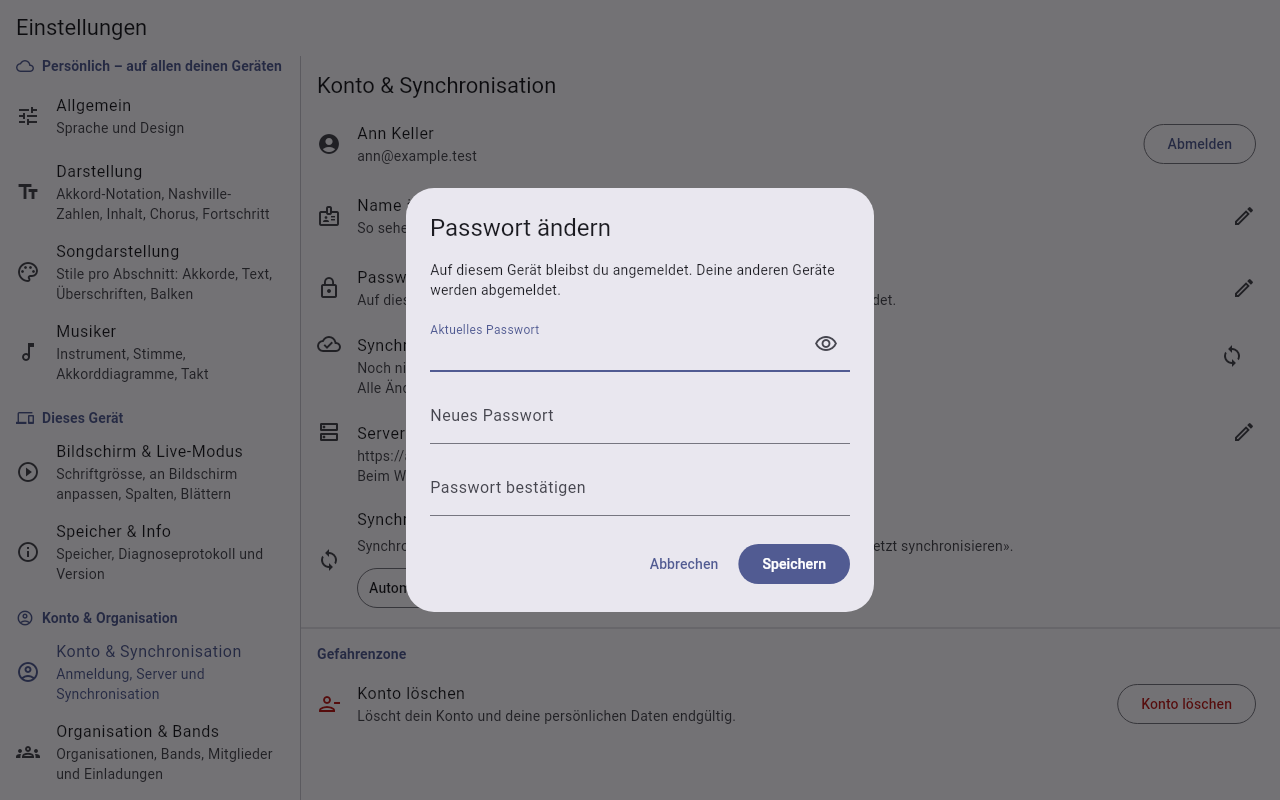 Einstellungen
Persönlich – auf allen deinen Geräten
Allgemein
Sprache und Design
Darstellung
Akkord-Notation, Nashville-
Zahlen, Inhalt, Chorus, Fortschritt
Songdarstellung
Stile pro Abschnitt: Akkorde, Text,
Überschriften, Balken
Musiker
Instrument, Stimme,
Akkorddiagramme, Takt
Dieses Gerät
Bildschirm & Live-Modus
Schriftgrösse, an Bildschirm
anpassen, Spalten, Blättern
Speicher & Info
Speicher, Diagnoseprotokoll und
Version
Konto & Organisation
Konto & Synchronisation
Anmeldung, Server und
Synchronisation
Organisation & Bands
Organisationen, Bands, Mitglieder
und Einladungen
Konto & Synchronisation
Ann Keller
ann@example.test
Abmelden
Name
So sehe
Passw
Auf dies
det.
Synchr
Noch ni
Alle Änd
Server
https://
Beim W
Synchr
Synchro
etzt synchronisieren».
Autom
Passwort ändern
Auf diesem Gerät bleibst du angemeldet. Deine anderen Geräte
werden abgemeldet.
Aktuelles Passwort
Neues Passwort
Passwort bestätigen
Abbrechen
Speichern
Gefahrenzone
Konto löschen
Löscht dein Konto und deine persönlichen Daten endgültig.
Konto löschen